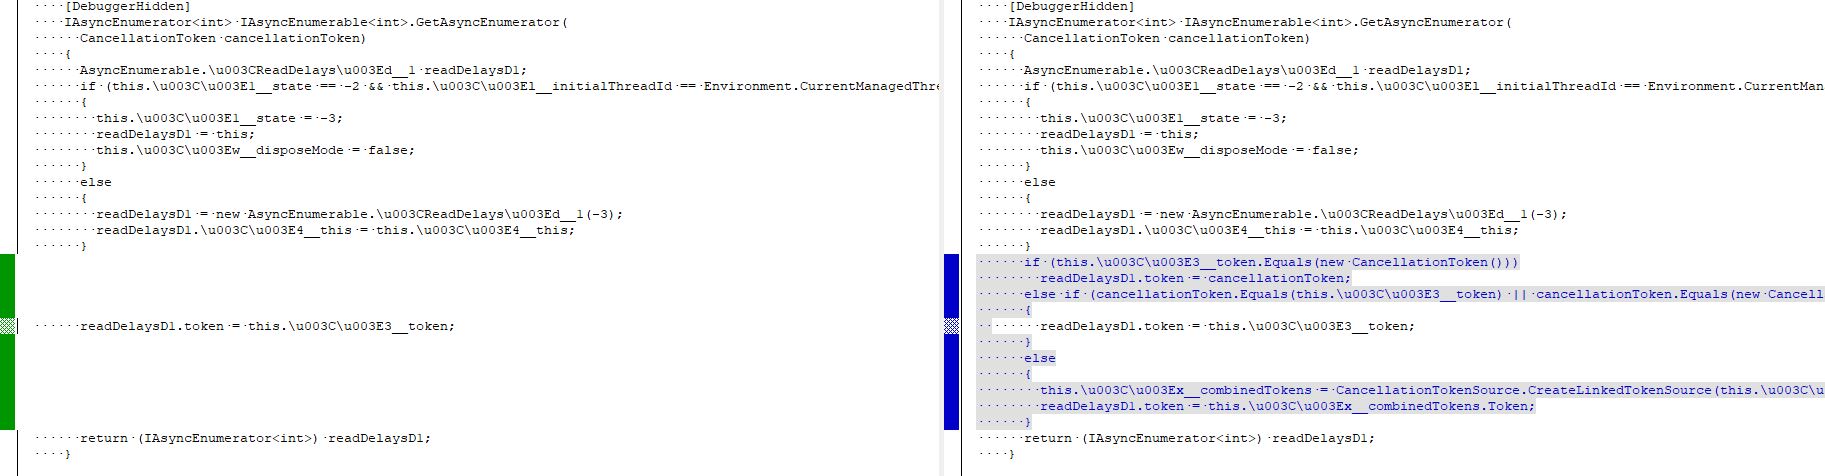 [DebuggerHidden]
IAsyncEnumerator<int> IAsyncEnumerable<int>.GetAsyncEnumerator(
CancellationToken cancellationToken)
{
AsyncEnumerable.\u003CReadDelays\u003Ed__1 readDelaysD1;
if (this.\u003C\u003E1__state == -2 && this.\u003C\u003El__initialThreadId == Environment.CurrentManagedThre
{
this.\u003C\u003E1__state = -3;
readDelaysD1 = this;
this.\u003C\u003Ew__disposeMode = false;
}
else
{
readDelaysD1 = new AsyncEnumerable.\u003CReadDelays\u003Ed__1(-3);
readDelaysD1.\u003C\u003E4__this = this.\u003C\u003E4__this;
}
readDelaysD1.token = this.\u003C\u003E3__token;
return (IAsyncEnumerator<int>) readDelaysD1;
}
[DebuggerHidden]
IAsyncEnumerator<int> IAsyncEnumerable<int>.GetAsyncEnumerator(
CancellationToken cancellationToken)
{
AsyncEnumerable.\u003CReadDelays\u003Ed__1 readDelaysD1;
if (this.\u003C\u003E1__state == -2 && this.\u003C\u003El__initialThreadId == Environment.CurrentMan
{
this.\u003C\u003E1__state = -3;
readDelaysD1 = this;
this.\u003C\u003Ew__disposeMode = false;
}
else
{
readDelaysD1 = new AsyncEnumerable.\u003CReadDelays\u003Ed__1(-3);
readDelaysD1.\u003C\u003E4__this = this.\u003C\u003E4__this;
}
if (this.\u003C\u003E3__token.Equals(new CancellationToken()))
readDelaysD1.token = cancellationToken;
else if (cancellationToken.Equals(this.\u003C\u003E3__token) || cancellationToken.Equals(new Cancell
{
readDelaysD1.token = this.\u003C\u003E3__token;
}
else
{
this.\u003C\u003Ex__combinedTokens = CancellationTokenSource.CreateLinkedTokenSource(this.\u003C\u
readDelaysD1.token = this.\u003C\u003Ex__combinedTokens.Token;
}
return (IAsyncEnumerator<int>) readDelaysD1;
}